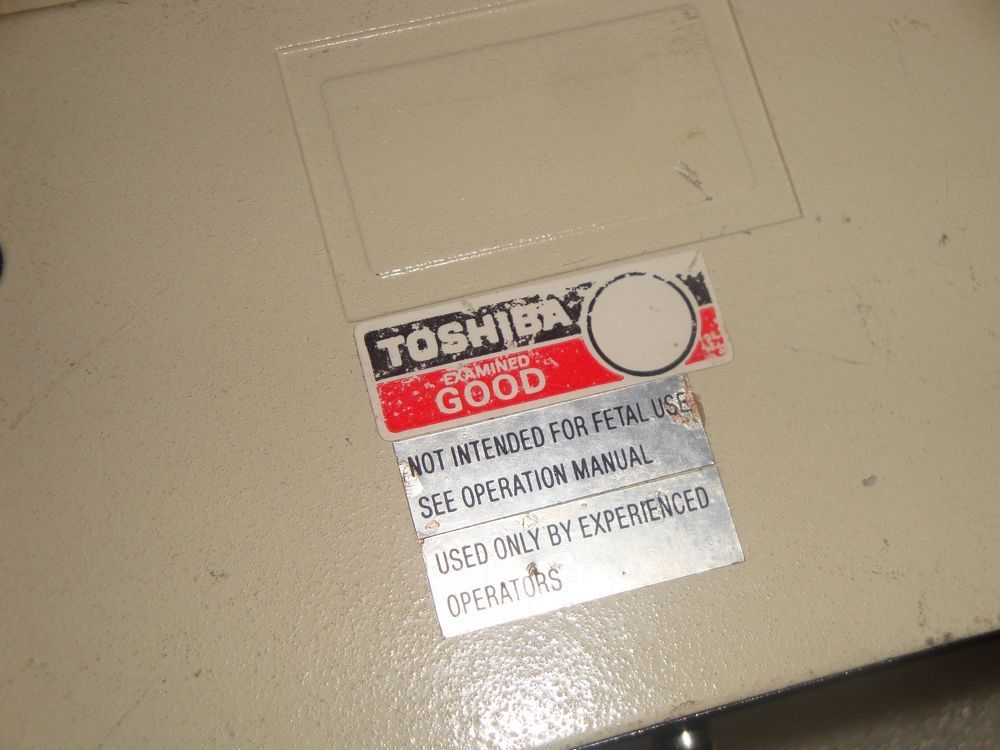 TOSHIBA
EXAMINED
GOOD
NOT INTENDED FOR FETAL USE
SEE OPERATION MANUAL
USED ONLY BY EXPERIENCED
OPERATORS